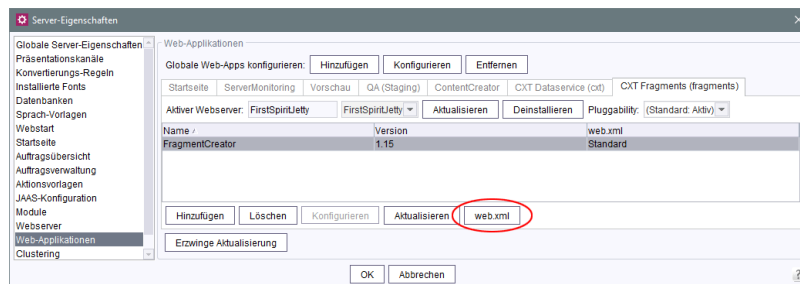 Server-Eigenschaften
Globale Server-Eigenschaften
Präsentationskanäle
Konvertierungs-Regeln
Installierte Fonts
Datenbanken
Sprach-Vorlagen
Webstart
Startseite
Auftragsübersicht
Auftragsverwaltung
Aktionsvorlagen
JAAS-Konfiguration
Module
Webserver
Web-Applikationen
Clustering
Web-Applikationen
Globale Web-Apps konfigurieren: Hinzufügen Konfigurieren Entfernen
Startseite ServerMonitoring Vorschau QA (Staging) ContentCreator CXT Dataservice (cxt) CXT Fragments (fragments)
Aktiver Webserver: FirstSpiritJetty FirstSpiritJetty Aktualisieren Deinstallieren Pluggability: (Standard: Aktiv)
Name Version web.xml
FragmentCreator 1.15 Standard
Hinzufügen Löschen Konfigurieren Aktualisieren web.xml
Erzwinge Aktualisierung
OK Abbrechen
?